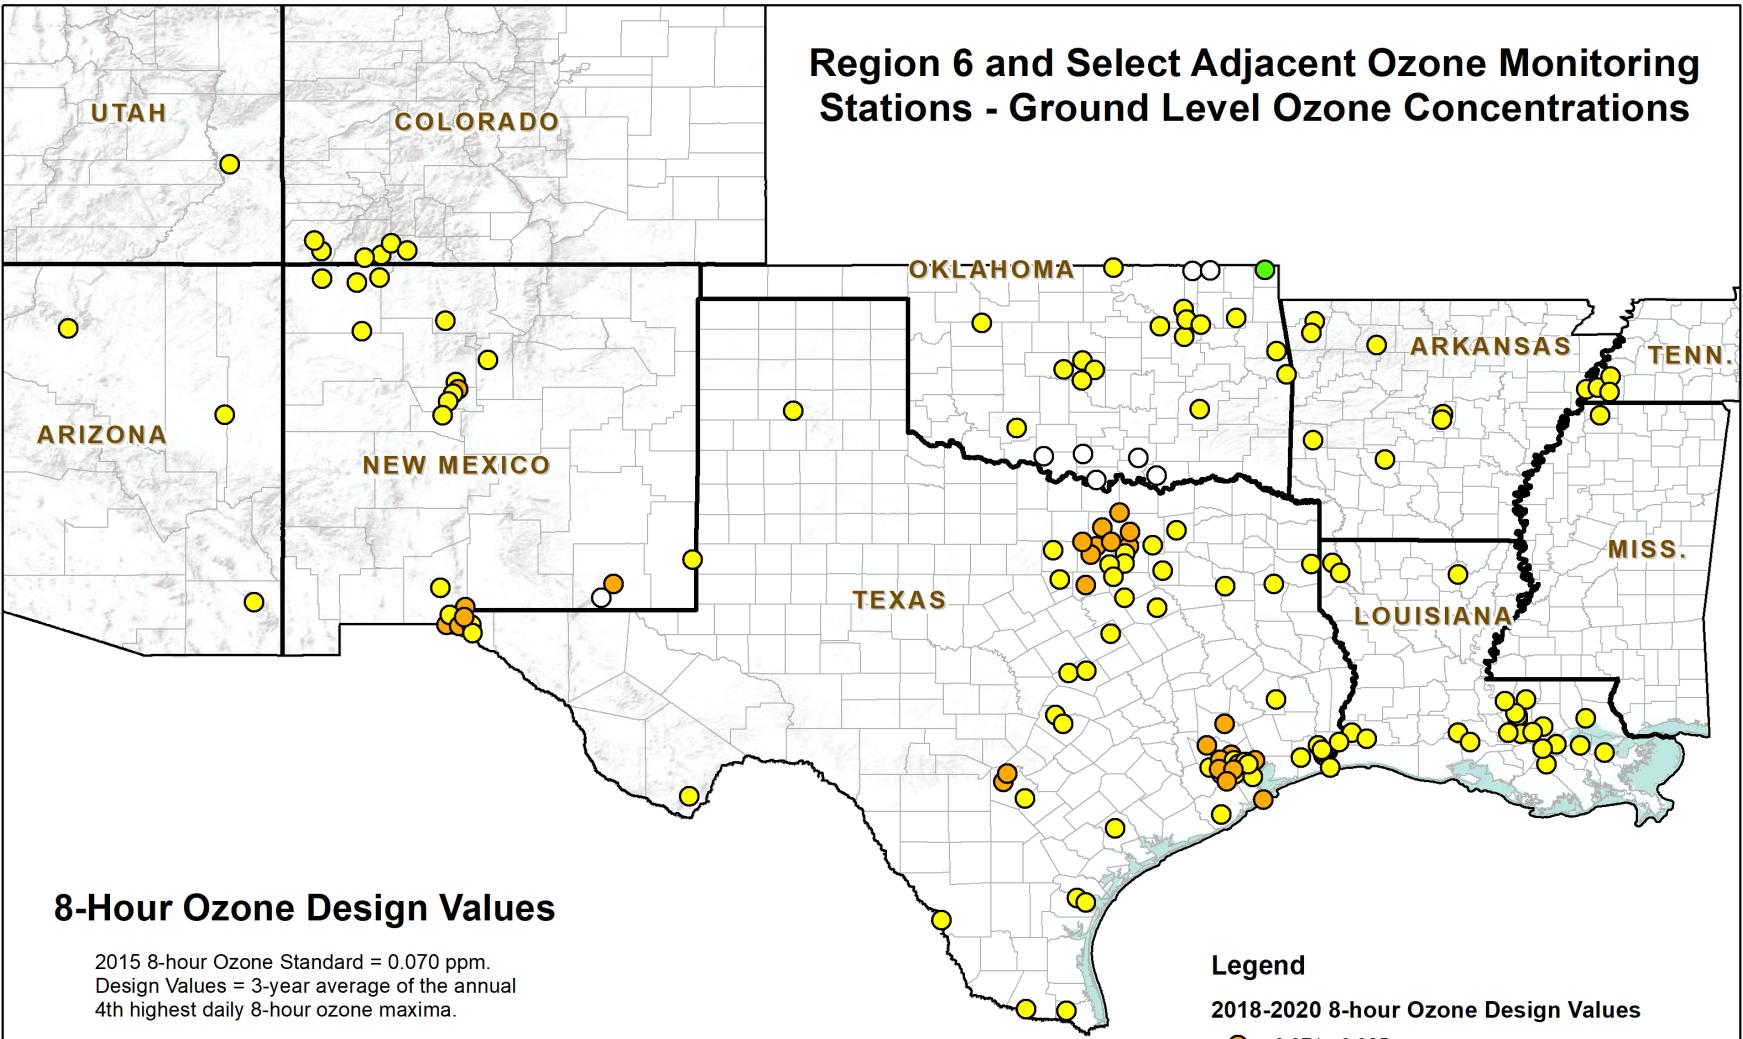 Region 6 and Select Adjacent Ozone Monitoring
Stations - Ground Level Ozone Concentrations
UTAH
COLORADO
OKLAHOMA
ARKANSAS
TENN.
ARIZONA
NEW MEXICO
MISS.
TEXAS
LOUISIANA
8-Hour Ozone Design Values
2015 8-hour Ozone Standard = 0.070 ppm.
Design Values = 3-year average of the annual
4th highest daily 8-hour ozone maxima.
Legend
2018-2020 8-hour Ozone Design Values